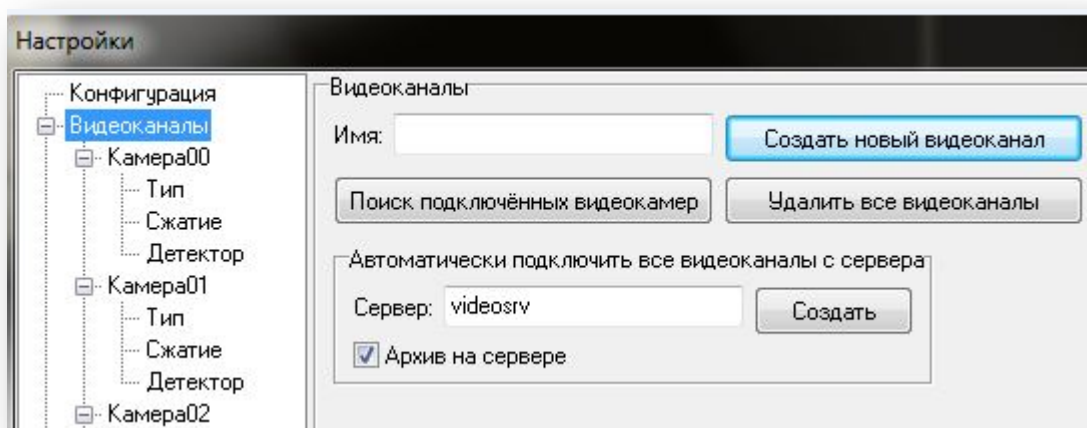 Настройки
Конфигурация
Видеоканалы
Камера00
Тип
Сжатие
Детектор
Камера01
Тип
Сжатие
Детектор
Камера02
Видеоканалы
Имя:
Создать новый видеоканал
Поиск подключённых видеокамер
Удалить все видеоканалы
Автоматически подключить все видеоканалы с сервера
Сервер: videosrv
Создать
Архив на сервере